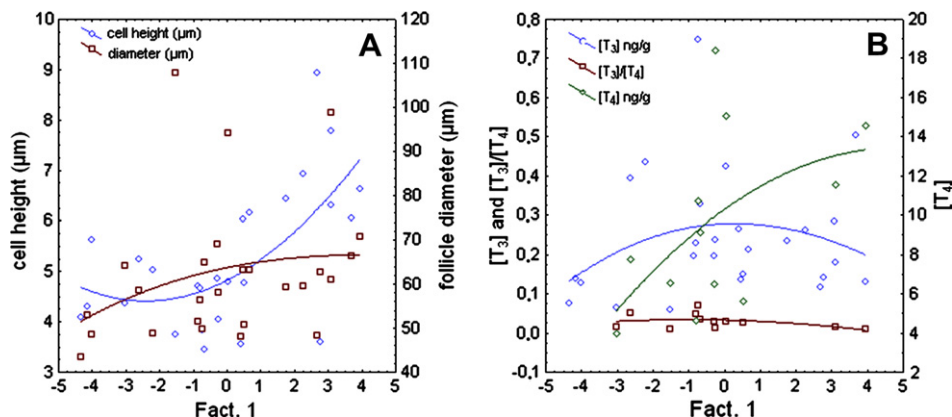 A
cell height (µm)
diameter (µm)
10
9
8
7
6
5
4
3
cell height (µm)
120
110
100
90
80
70
60
50
40
follicle diameter (µm)
-5 -4 -3 -2 -1 0 1 2 3 4 5
Fact. 1
B
[T3] ng/g
[T3]/[T4]
[T4] ng/g
0,8
0,7
0,6
0,5
0,4
0,3
0,2
0,1
0,0
-0,1
[T3] and [T3]/[T4]
20
18
16
14
12
10
8
6
4
2
[T4]
-5 -4 -3 -2 -1 0 1 2 3 4 5
Fact. 1